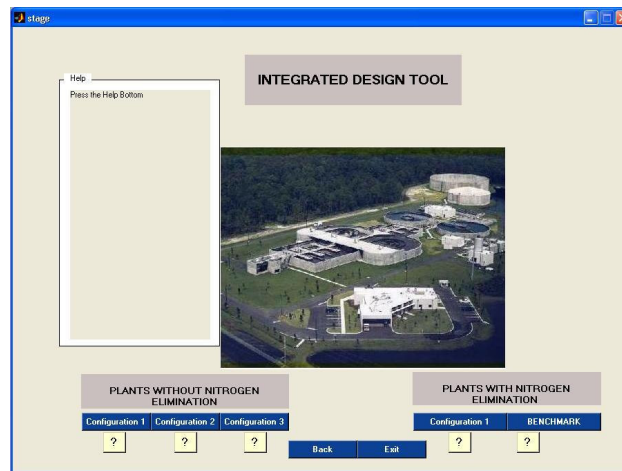 stage
INTEGRATED DESIGN TOOL
Help
Press the Help Bottom
PLANTS WITHOUT NITROGEN
ELIMINATION
Configuration 1 Configuration 2 Configuration 3
? ? ?
PLANTS WITH NITROGEN
ELIMINATION
Configuration 1 BENCHMARK
? ?
Back Exit